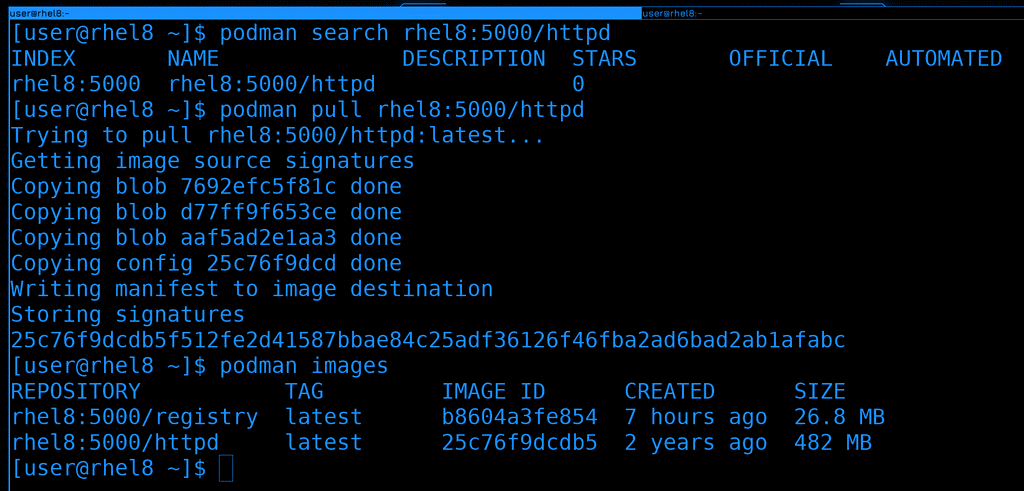 user@rhel8:~ user@rhel8:~
[user@rhel8 ~]$ podman search rhel8:5000/httpd
INDEX NAME DESCRIPTION STARS OFFICIAL AUTOMATED
rhel8:5000 rhel8:5000/httpd 0
[user@rhel8 ~]$ podman pull rhel8:5000/httpd
Trying to pull rhel8:5000/httpd:latest...
Getting image source signatures
Copying blob 7692efc5f81c done
Copying blob d77ff9f653ce done
Copying blob aaf5ad2e1aa3 done
Copying config 25c76f9dcd done
Writing manifest to image destination
Storing signatures
25c76f9dcdb5f512fe2d41587bbae84c25adf36126f46fba2ad6bad2ab1afabc
[user@rhel8 ~]$ podman images
REPOSITORY TAG IMAGE ID CREATED SIZE
rhel8:5000/registry latest b8604a3fe854 7 hours ago 26.8 MB
rhel8:5000/httpd latest 25c76f9dcdb5 2 years ago 482 MB
[user@rhel8 ~]$